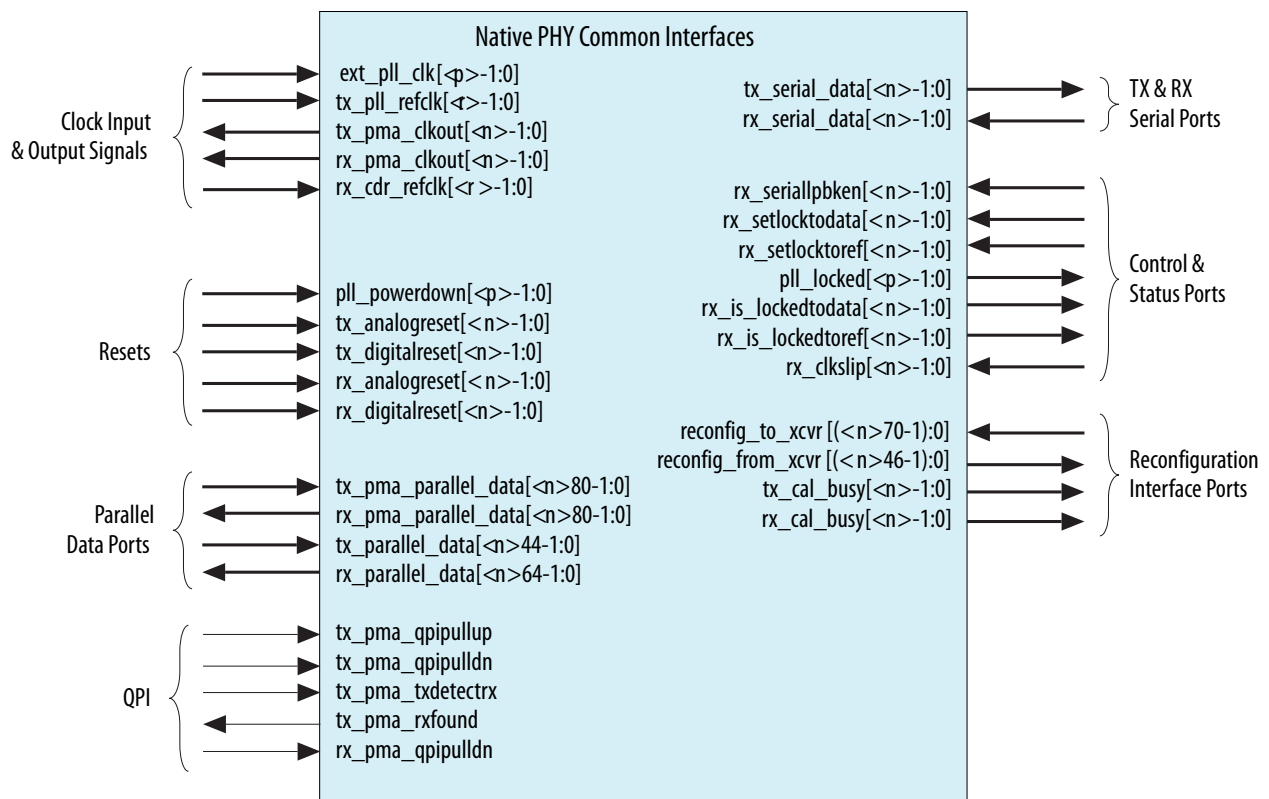 Native PHY Common Interfaces
Clock Input
& Output Signals
ext_pll_clk[<p>-1:0]
tx_pll_refclk[<r>-1:0]
tx_pma_clkout[<n>-1:0]
rx_pma_clkout[<n>-1:0]
rx_cdr_refclk[<r >-1:0]
Resets
pll_powerdown[<p>-1:0]
tx_analogreset[<n>-1:0]
tx_digitalreset[<n>-1:0]
rx_analogreset[<n>-1:0]
rx_digitalreset[<n>-1:0]
Parallel
Data Ports
tx_pma_parallel_data[<n>80-1:0]
rx_pma_parallel_data[<n>80-1:0]
tx_parallel_data[<n>44-1:0]
rx_parallel_data[<n>64-1:0]
QPI
tx_pma_qpipullup
tx_pma_qpipulldn
tx_pma_txdetectrx
tx_pma_rxfound
rx_pma_qpipulldn
tx_serial_data[<n>-1:0]
rx_serial_data[<n>-1:0]
TX & RX
Serial Ports
rx_seriallpbken[<n>-1:0]
rx_setlocktodata[<n>-1:0]
rx_setlocktoref[<n>-1:0]
pll_locked[<p>-1:0]
rx_is_lockedtodata[<n>-1:0]
rx_is_lockedtoref[<n>-1:0]
rx_clkslip[<n>-1:0]
Control &
Status Ports
reconfig_to_xcvr [(<n>70-1):0]
reconfig_from_xcvr [(<n>46-1):0]
tx_cal_busy[<n>-1:0]
rx_cal_busy[<n>-1:0]
Reconfiguration
Interface Ports